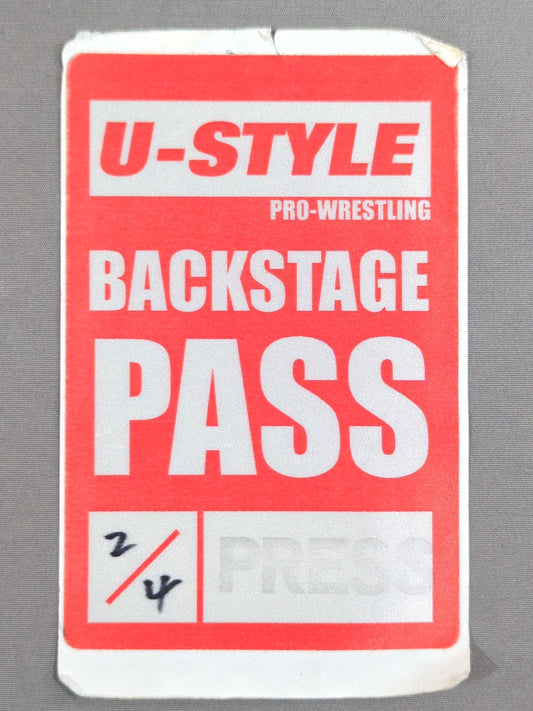 U-STYLE
PRO-WRESTLING
BACKSTAGE
PASS
2/4
PRESS